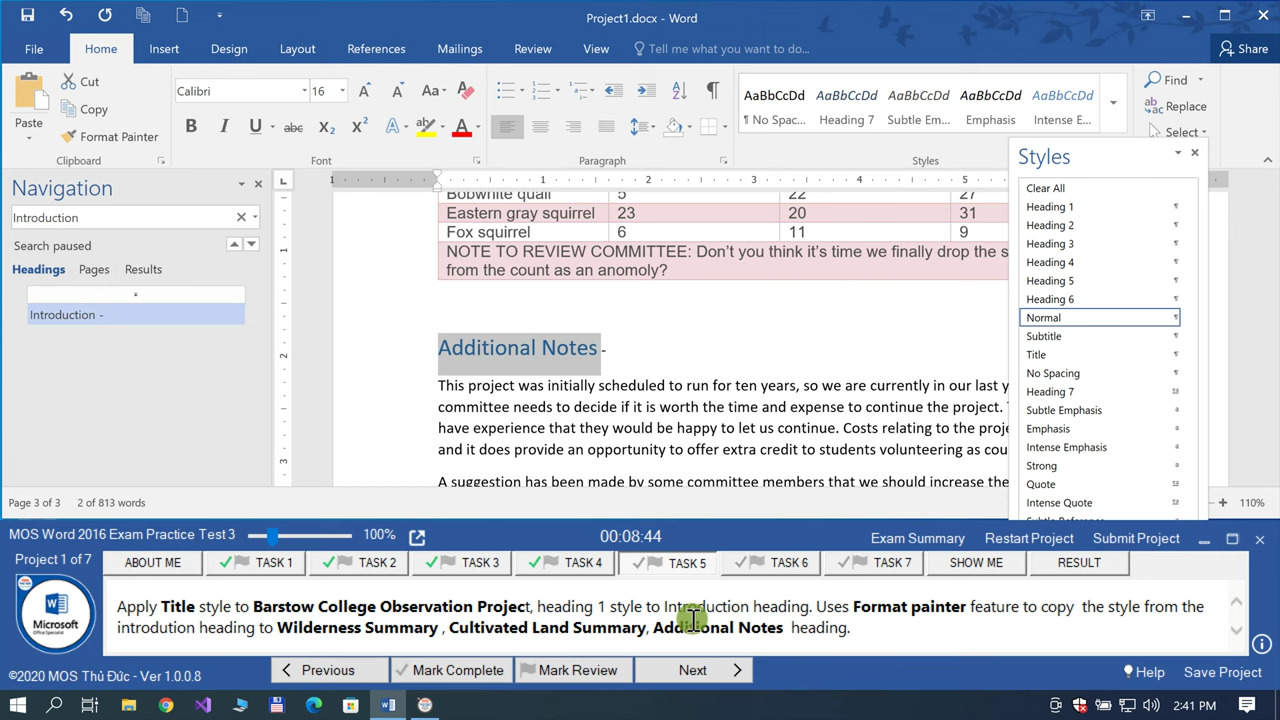 Project1.docx - Word
File Home Insert Design Layout References Mailings Review View Tell me what you want to do... Share
Paste
Cut
Copy
Format Painter
Clipboard
Calibri 16
Aa
B I U abc X2 X2 A A
Font
Paragraph
AaBbCcDd AaBbCcDd AaBbCcDd AaBbCcDd AaBbCcDd
¶ No Spac... Heading 7 Subtle Em... Emphasis Intense E...
Styles
Find
Replace
Select
Navigation
Introduction
Search paused
Headings Pages Results
Introduction -
L
1 1 2 3 4 5
1
2
3
Bobwhite quail 5 22 27
Eastern gray squirrel 23 20 31
Fox squirrel 6 11 9
NOTE TO REVIEW COMMITTEE: Don't you think it's time we finally drop the s
from the count as an anomoly?
Additional Notes -
This project was initially scheduled to run for ten years, so we are currently in our last y
committee needs to decide if it is worth the time and expense to continue the project. T
have experience that they would be happy to let us continue. Costs relating to the proje
and it does provide an opportunity to offer extra credit to students volunteering as cou
A suggestion has been made by some committee members that we should increase the
Styles
Clear All
Heading 1 ¶
Heading 2 ¶
Heading 3 ¶
Heading 4 ¶
Heading 5 ¶
Heading 6 ¶
Normal ¶
Subtitle ¶
Title ¶
No Spacing ¶
Heading 7 ¶a
Subtle Emphasis a
Emphasis a
Intense Emphasis a
Strong a
Quote ¶a
Intense Quote ¶a
Subtle Reference a
Page 3 of 3 2 of 813 words
110%
MOS Word 2016 Exam Practice Test 3 100% 00:08:44 Exam Summary Restart Project Submit Project
Project 1 of 7 ABOUT ME TASK 1 TASK 2 TASK 3 TASK 4 TASK 5 TASK 6 TASK 7 SHOW ME RESULT
Microsoft
Office Specialist
Apply Title style to Barstow College Observation Project, heading 1 style to Introduction heading. Uses Format painter feature to copy the style from the
introdution heading to Wilderness Summary , Cultivated Land Summary, Additional Notes heading.
©2020 MOS Thủ Đức - Ver 1.0.0.8 Previous Mark Complete Mark Review Next Help Save Project
2:41 PM